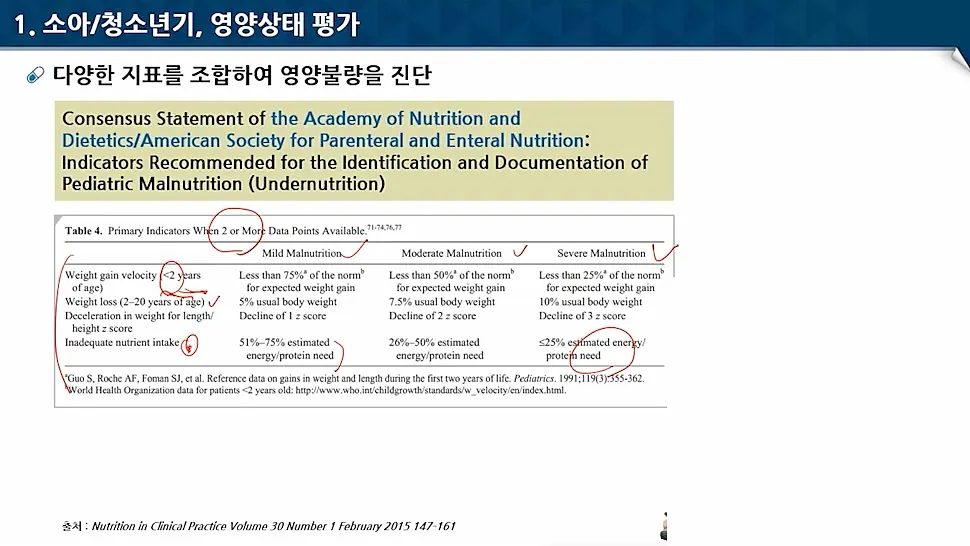 1. 소아/청소년기, 영양상태 평가
다양한 지표를 조합하여 영양불량을 진단
Consensus Statement of the Academy of Nutrition and
Dietetics/American Society for Parenteral and Enteral Nutrition:
Indicators Recommended for the Identification and Documentation of
Pediatric Malnutrition (Undernutrition)
Table 4. Primary Indicators When 2 or More Data Points Available.71-74,76,77
Mild Malnutrition Moderate Malnutrition Severe Malnutrition
Weight gain velocity (<2 years Less than 75%a of the normb Less than 50%a of the normb Less than 25%a of the normb
of age) for expected weight gain for expected weight gain for expected weight gain
Weight loss (2–20 years of age) 5% usual body weight 7.5% usual body weight 10% usual body weight
Deceleration in weight for length/ Decline of 1 z score Decline of 2 z score Decline of 3 z score
height z score
Inadequate nutrient intake 51%–75% estimated 26%–50% estimated ≤25% estimated energy/
energy/protein need energy/protein need protein need
aGuo S, Roche AF, Foman SJ, et al. Reference data on gains in weight and length during the first two years of life. Pediatrics. 1991;119(3):355-362.
World Health Organization data for patients <2 years old: http://www.who.int/childgrowth/standards/w_velocity/en/index.html.
출처 : Nutrition in Clinical Practice Volume 30 Number 1 February 2015 147-161